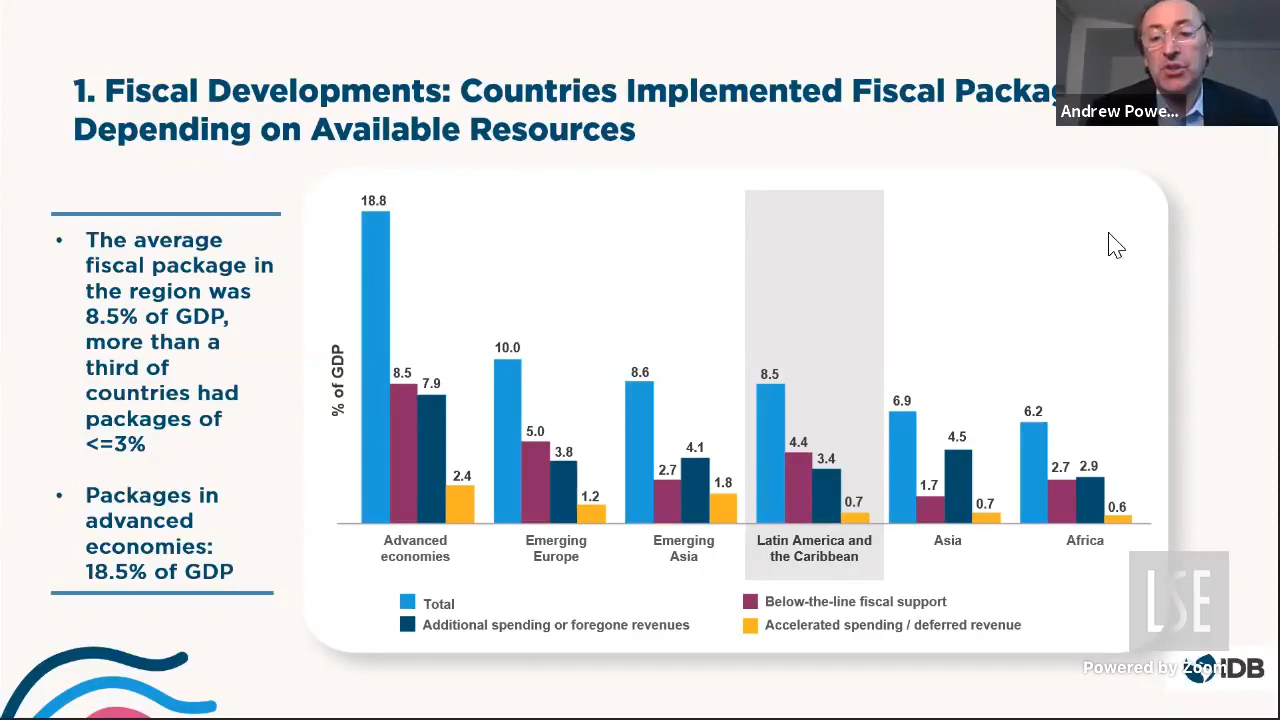 1. Fiscal Developments: Countries Implemented Fiscal
Depending on Available Resources
Andrew Powe...
• The average
fiscal package in
the region was
8.5% of GDP,
more than a
third of
countries had
packages of
<=3%
• Packages in
advanced
economies:
18.5% of GDP
% of GDP
18.8
8.5
7.9
2.4
10.0
5.0
3.8
1.2
8.6
2.7
4.1
1.8
8.5
4.4
3.4
0.7
6.9
1.7
4.5
0.7
6.2
2.7
2.9
0.6
Advanced
economies
Emerging
Europe
Emerging
Asia
Latin America and
the Caribbean
Asia
Africa
Total
Below-the-line fiscal support
Additional spending or foregone revenues
Accelerated spending / deferred revenue
LSE
Powered by Zoom
IDB